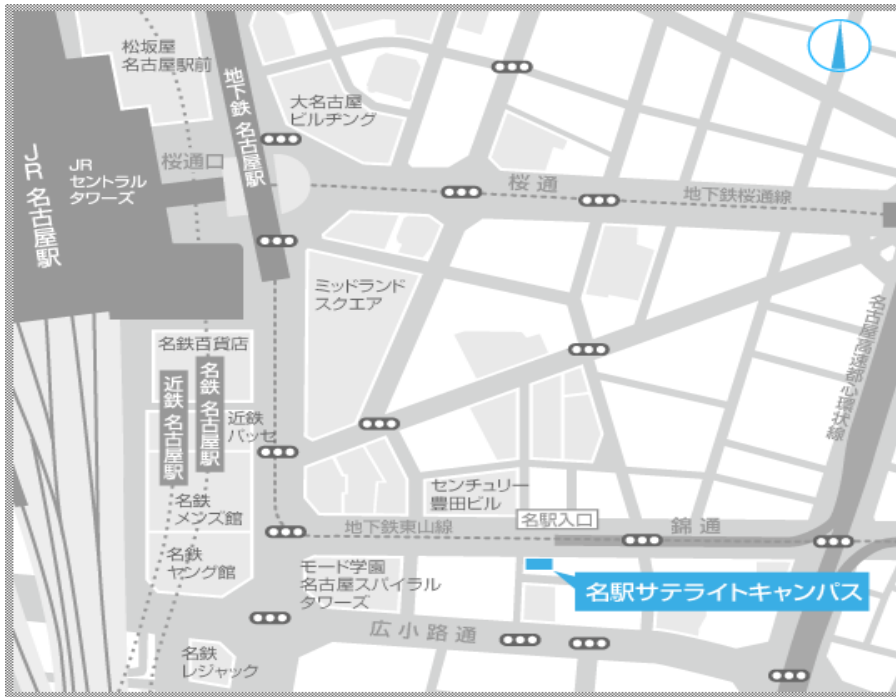 松坂屋
名古屋駅前
地下鉄 名古屋駅
大名古屋
ビルヂング
JR 名古屋駅
JR
セントラル
タワーズ
桜通口
桜通
地下鉄桜通線
ミッドランド
スクエア
名古屋高速都心環状線
名鉄百貨店
近鉄 名古屋駅
名鉄 名古屋駅
近鉄
パッセ
名鉄
メンズ館
センチュリー
豊田ビル
地下鉄東山線
名駅入口
錦通
名鉄
ヤング館
モード学園
名古屋スパイラル
タワーズ
名駅サテライトキャンパス
広小路通
名鉄
レジャック